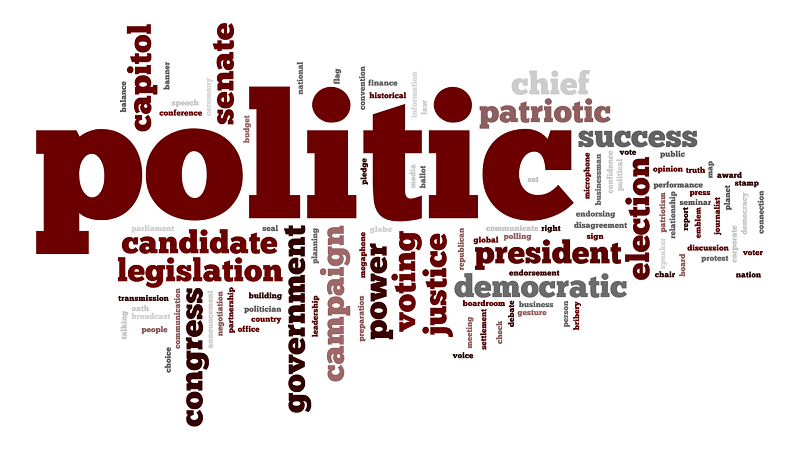 politic
capitol
senate
balance
banner
speech
ceremony
conference
budget
national
flag
convention
finance
historical
information
law
chief
patriotic
success
pledge
media
ballot
set
microphone
businessman
confidence
political
vote
public
opinion
truth
map
award
performance
stamp
election
patriotism
relationship
press
seminar
report
emblem
journalist
planet
democracy
connection
endorsing
disagreement
sign
speaker
board
discussion
protest
corporate
voter
chair
nation
parliament
seal
candidate
legislation
government
planning
campaign
globe
megaphone
power
voting
justice
republican
communicate
right
global
polling
president
endorsement
democratic
transmission
oath
broadcast
talking
people
choice
communication
congress
announcement
negotiation
partnership
building
politician
country
office
leadership
preparation
boardroom
business
debate
gesture
meeting
settlement
check
person
bribery
voice